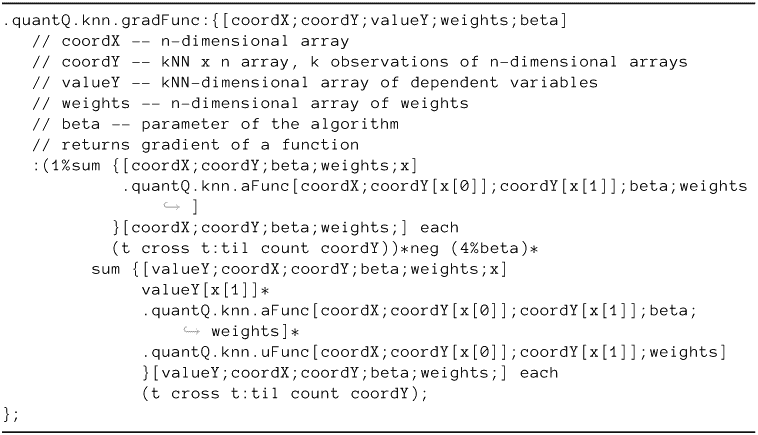 .quantQ.knn.gradFunc:{[coordX;coordY;valueY;weights;beta]
// coordX -- n-dimensional array
// coordY -- kNN x n array, k observations of n-dimensional arrays
// valueY -- kNN-dimensional array of dependent variables
// weights -- n-dimensional array of weights
// beta -- parameter of the algorithm
// returns gradient of a function
:(1%sum {[coordX;coordY;beta;weights;x]
.quantQ.knn.aFunc[coordX;coordY[x[0]];coordY[x[1]];beta;weights
↪ ]
}[coordX;coordY;beta;weights;] each
(t cross t:til count coordY))*neg (4%beta)*
sum {[valueY;coordX;coordY;beta;weights;x]
valueY[x[1]]*
.quantQ.knn.aFunc[coordX;coordY[x[0]];coordY[x[1]];beta;
↪ weights]*
.quantQ.knn.uFunc[coordX;coordY[x[0]];coordY[x[1]];weights]
}[valueY;coordX;coordY;beta;weights;] each
(t cross t:til count coordY);
};